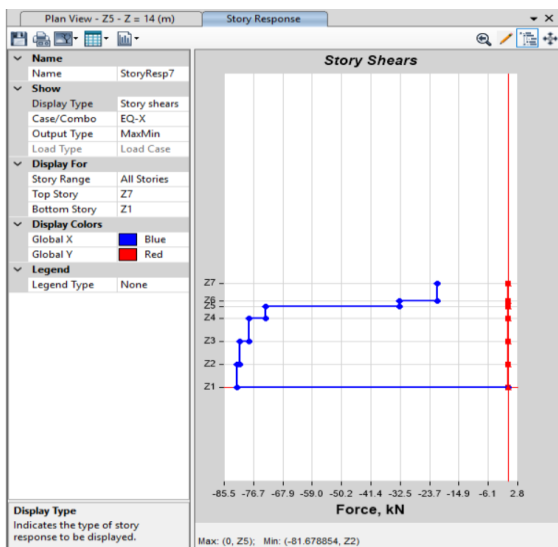 Plan View - Z5 - Z = 14 (m)
Story Response
Name
Name StoryResp7
Show
Display Type Story shears
Case/Combo EQ-X
Output Type MaxMin
Load Type Load Case
Display For
Story Range All Stories
Top Story Z7
Bottom Story Z1
Display Colors
Global X Blue
Global Y Red
Legend
Legend Type None
Display Type
Indicates the type of story
response to be displayed.
Story Shears
Z7
Z6
Z5
Z4
Z3
Z2
Z1
-85.5 -76.7 -67.9 -59.0 -50.2 -41.4 -32.5 -23.7 -14.9 -6.1 2.8
Force, kN
Max: (0, Z5); Min: (-81.678854, Z2)